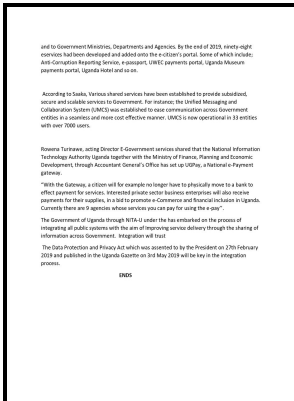 and to Government Ministries, Departments and Agencies. By the end of 2019, ninety-eight
eservices had been developed and added onto the e-citizen's portal. Some of which include;
Anti-Corruption Reporting Service, e-passport, UWEC payments portal, Uganda Museum
payments portal, Uganda Hotel and so on.
According to Saaka, Various shared services have been established to provide subsidized,
secure and scalable services to Government. For instance; the Unified Messaging and
Collaboration System (UMCS) was established to ease communication across Government
entities in a seamless and more cost effective manner. UMCS is now operational in 33 entities
with over 7000 users.
Rowena Turinawe, acting Director E-Government services shared that the National Information
Technology Authority Uganda together with the Ministry of Finance, Planning and Economic
Development, through Accountant General's Office has set up UGPay, a National e-Payment
gateway.
"With the Gateway, a citizen will for example no longer have to physically move to a bank to
effect payment for services. Interested private sector business enterprises will also receive
payments for their supplies, in a bid to promote e-Commerce and financial inclusion in Uganda.
Currently there are 9 agencies whose services you can pay for using the e-pay".
The Government of Uganda through NITA-U under the has embarked on the process of
integrating all public systems with the aim of Improving service delivery through the sharing of
information across Government. Integration will trust
The Data Protection and Privacy Act which was assented to by the President on 27th February
2019 and published in the Uganda Gazette on 3rd May 2019 will be key in the integration
process.
ENDS